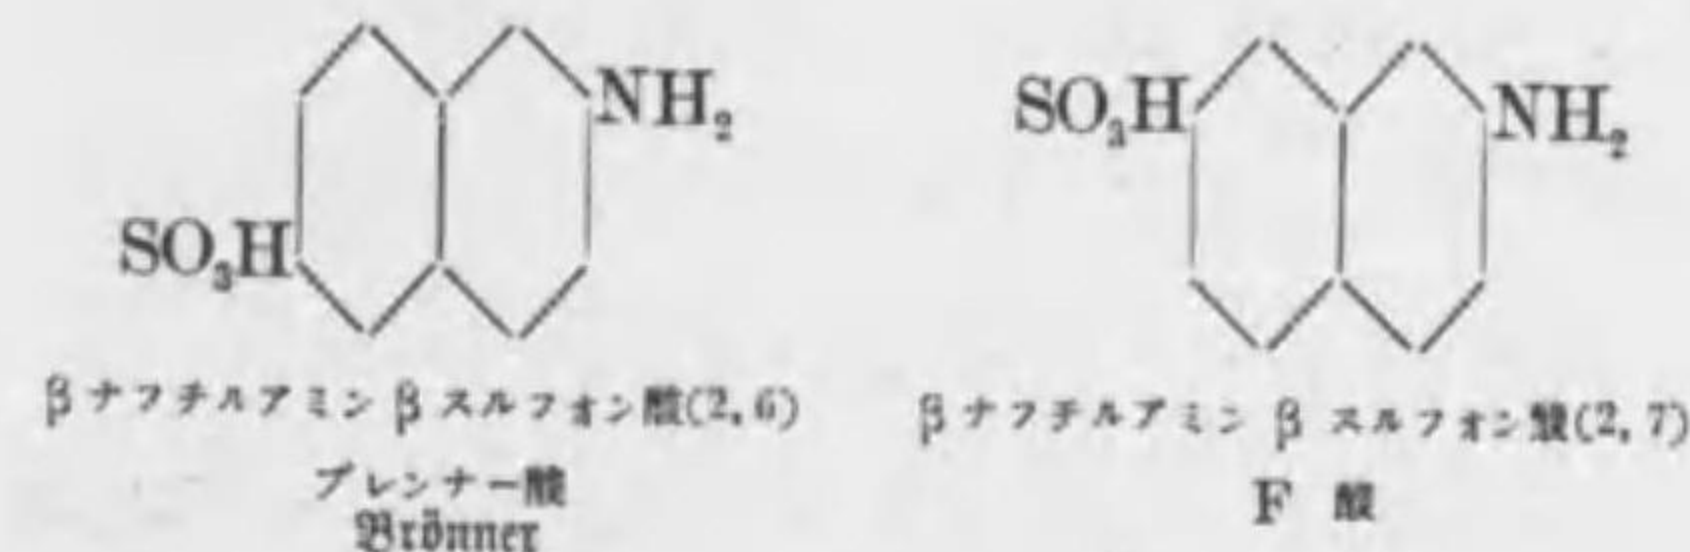 NH₂
SO₃H
βナフチルアミンβスルフォン酸(2,6)
ブレンナー酸
Brönner
SO₃H NH₂
βナフチルアミン β スルフォン酸(2,7)
F 酸